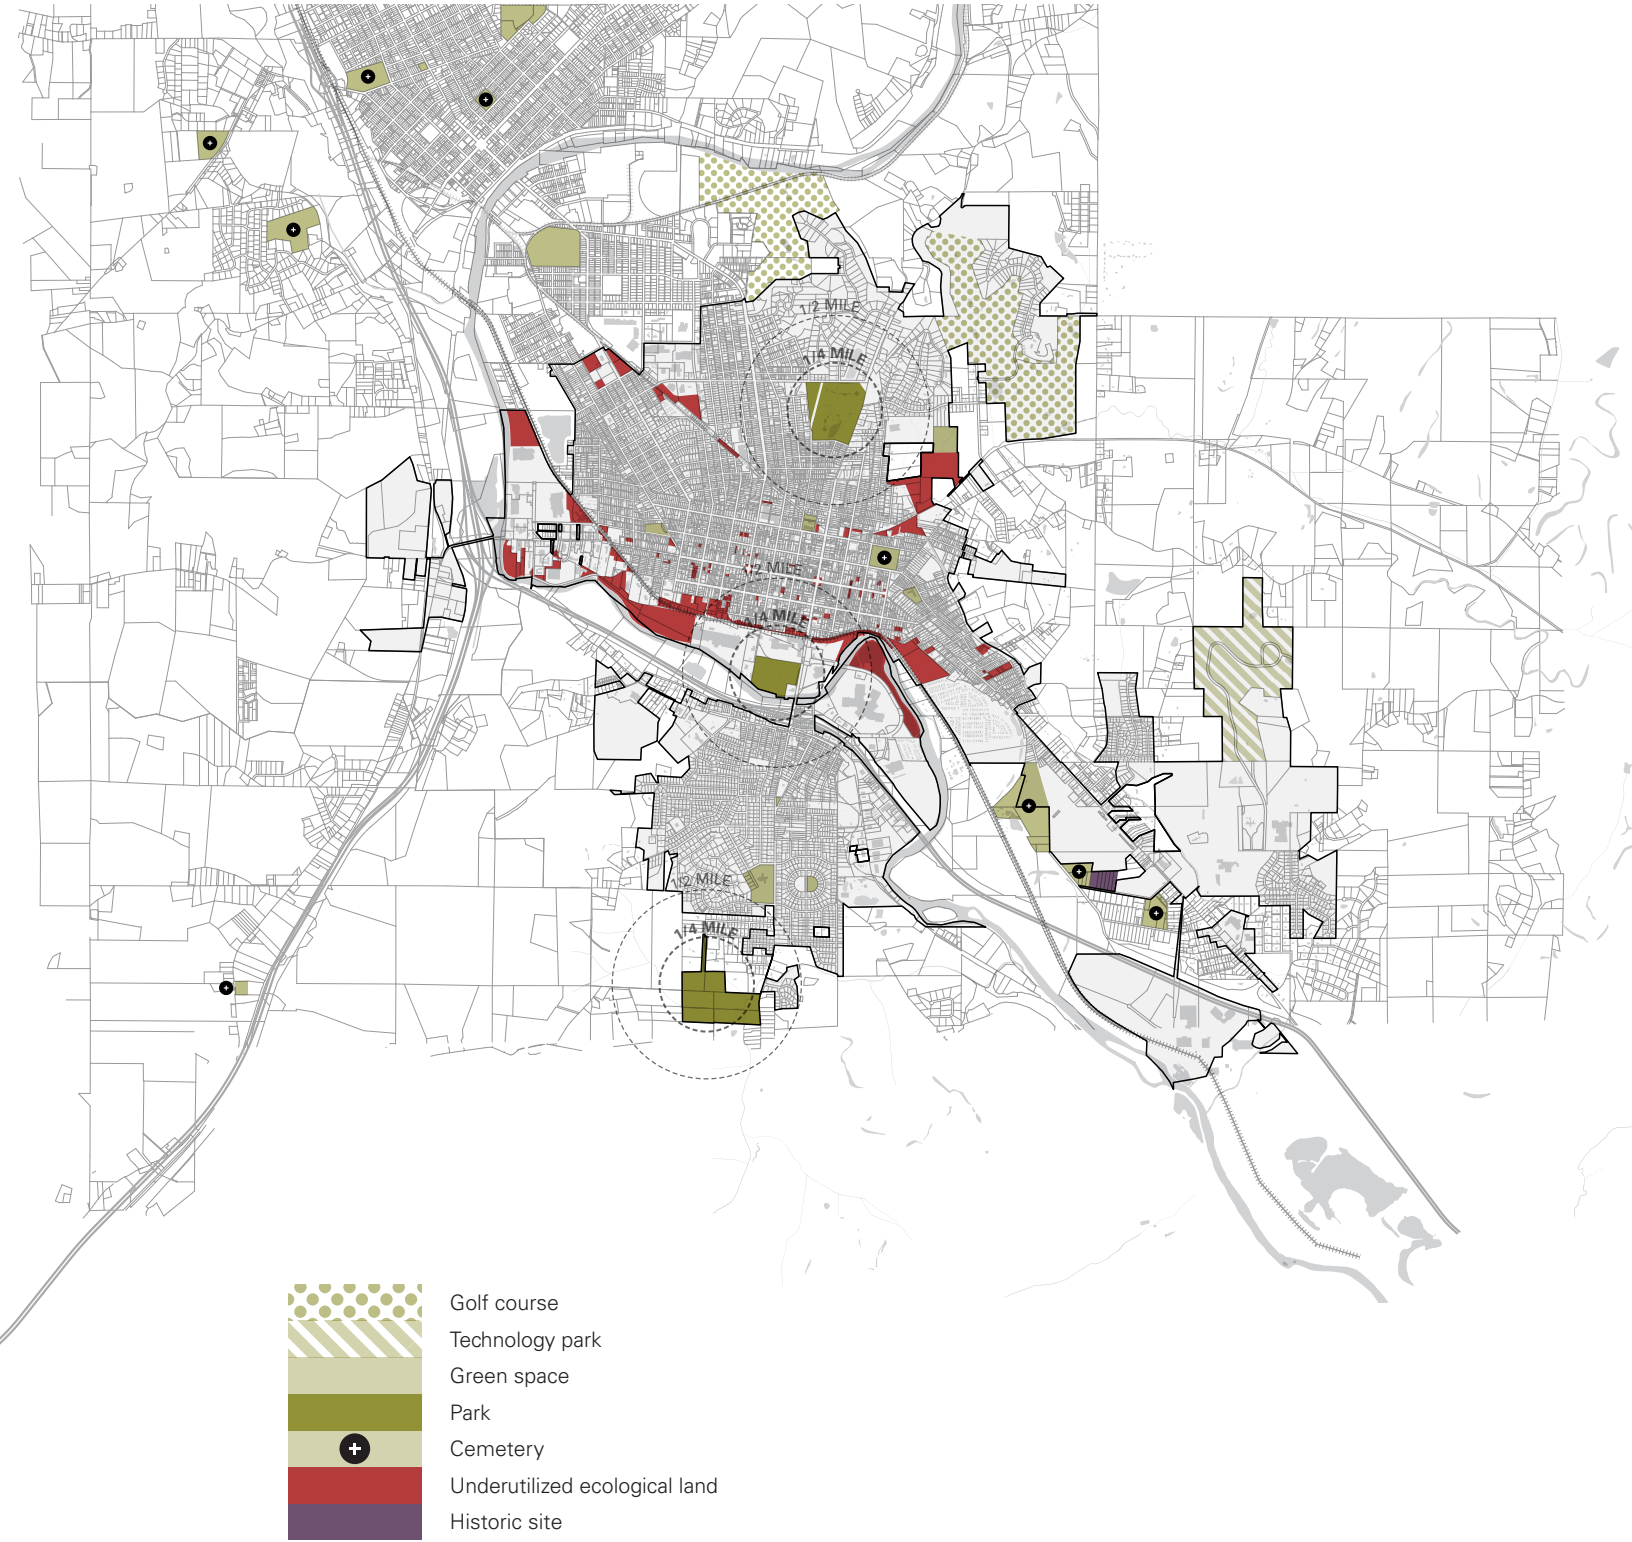 1/2 MILE
1/4 MILE
1/2 MILE
1/4 MILE
1/2 MILE
1/4 MILE
Golf course
Technology park
Green space
Park
Cemetery
Underutilized ecological land
Historic site